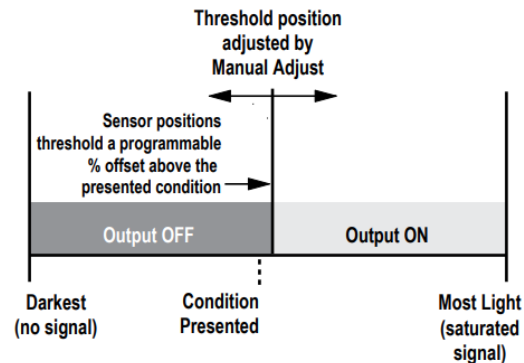 Threshold position
adjusted by
Manual Adjust
Sensor positions
threshold a programmable
% offset above the
presented condition
Output OFF
Output ON
Darkest
(no signal)
Condition
Presented
Most Light
(saturated
signal)